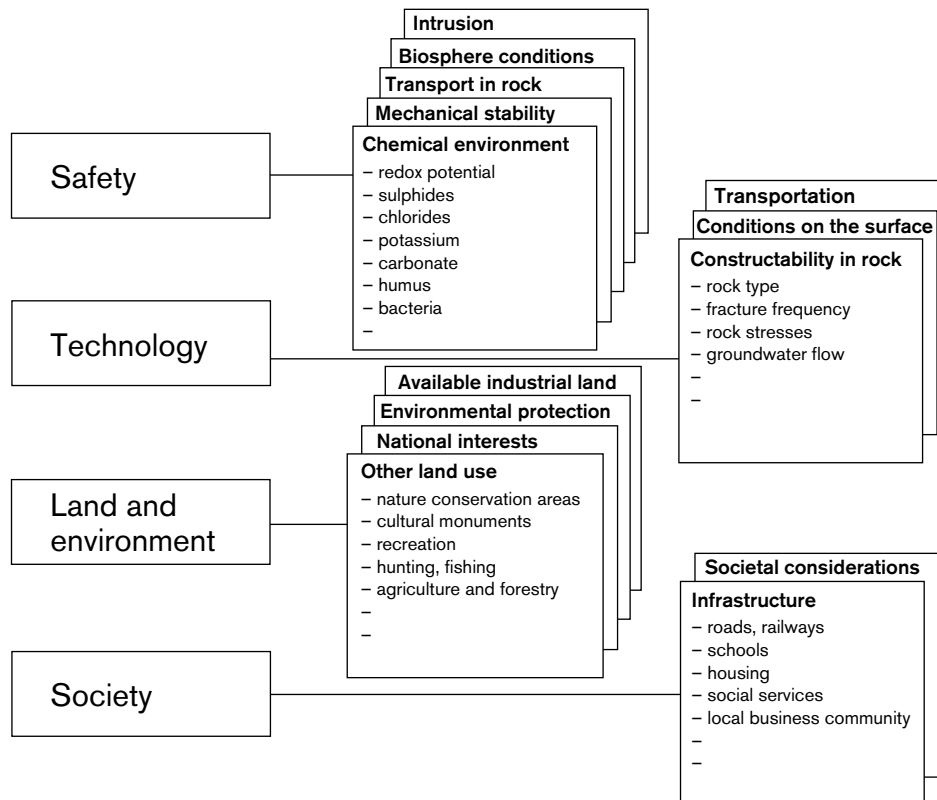 Safety
Intrusion
Biosphere conditions
Transport in rock
Mechanical stability
Chemical environment
– redox potential
– sulphides
– chlorides
– potassium
– carbonate
– humus
– bacteria
–
Technology
Transportation
Conditions on the surface
Constructability in rock
– rock type
– fracture frequency
– rock stresses
– groundwater flow
–
–
Land and
environment
Available industrial land
Environmental protection
National interests
Other land use
– nature conservation areas
– cultural monuments
– recreation
– hunting, fishing
– agriculture and forestry
–
–
Society
Societal considerations
Infrastructure
– roads, railways
– schools
– housing
– social services
– local business community
–
–